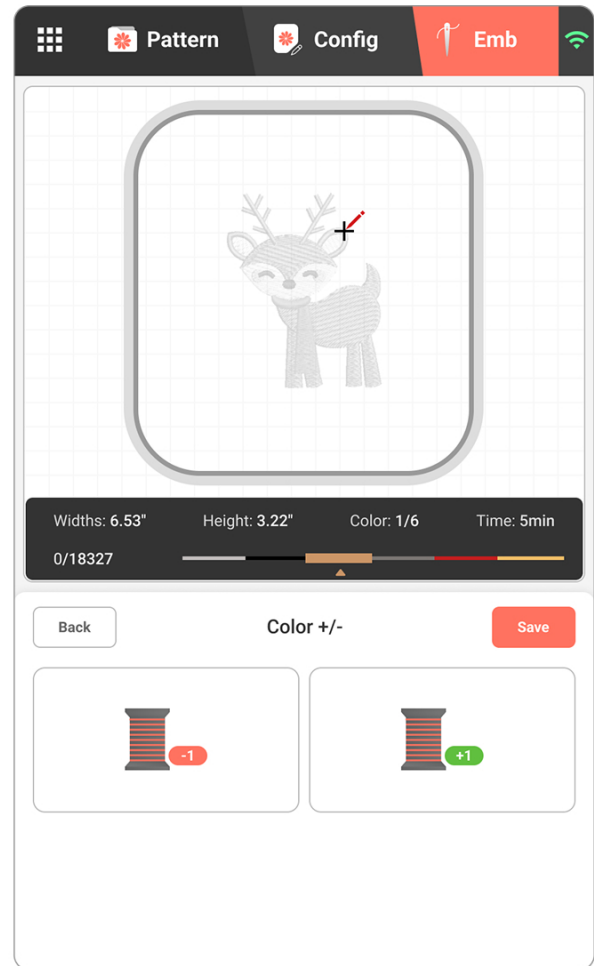 Pattern Config Emb
Widths: 6.53" Height: 3.22" Color: 1/6 Time: 5min
0/18327
Back Color +/- Save
-1 +1